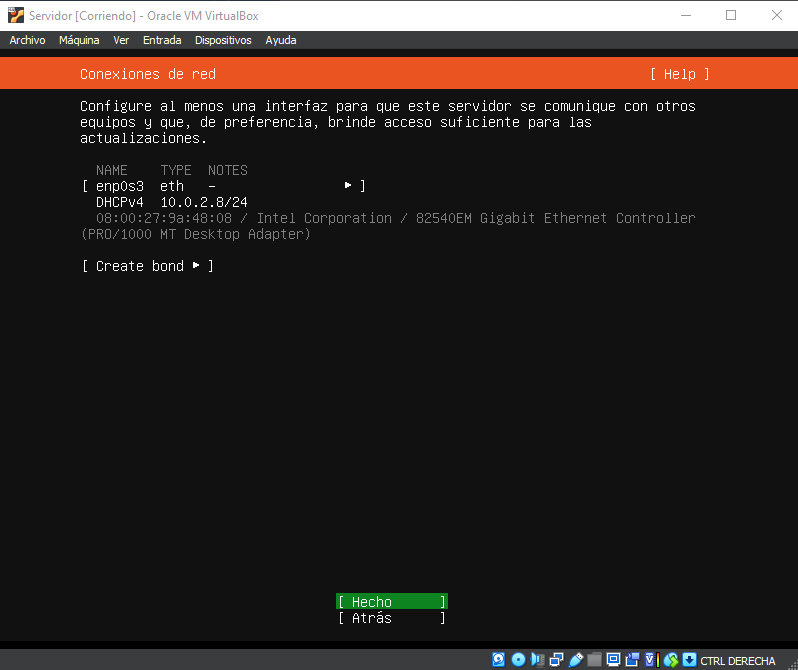 Servidor [Corriendo] - Oracle VM VirtualBox
Archivo Máquina Ver Entrada Dispositivos Ayuda
Conexiones de red [ Help ]
Configure al menos una interfaz para que este servidor se comunique con otros
equipos y que, de preferencia, brinde acceso suficiente para las
actualizaciones.
NAME TYPE NOTES
[ enp0s3 eth - ▸ ]
DHCPv4 10.0.2.8/24
08:00:27:9a:48:08 / Intel Corporation / 82540EM Gigabit Ethernet Controller
(PRO/1000 MT Desktop Adapter)
[ Create bond ▸ ]
[ Hecho ]
[ Atrás ]
CTRL DERECHA